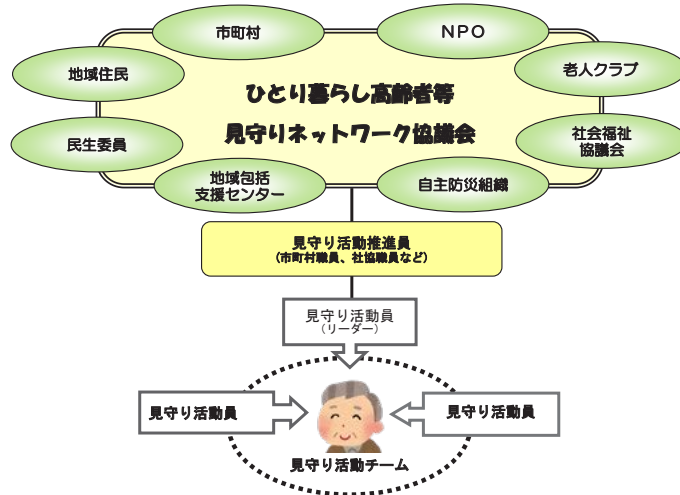 市町村
NPO
地域住民
老人クラブ
ひとり暮らし高齢者等
見守りネットワーク協議会
民生委員
社会福祉
協議会
地域包括
支援センター
自主防災組織
見守り活動推進員
(市町村職員、社協職員など)
見守り活動員
(リーダー)
見守り活動員
見守り活動員
見守り活動チーム